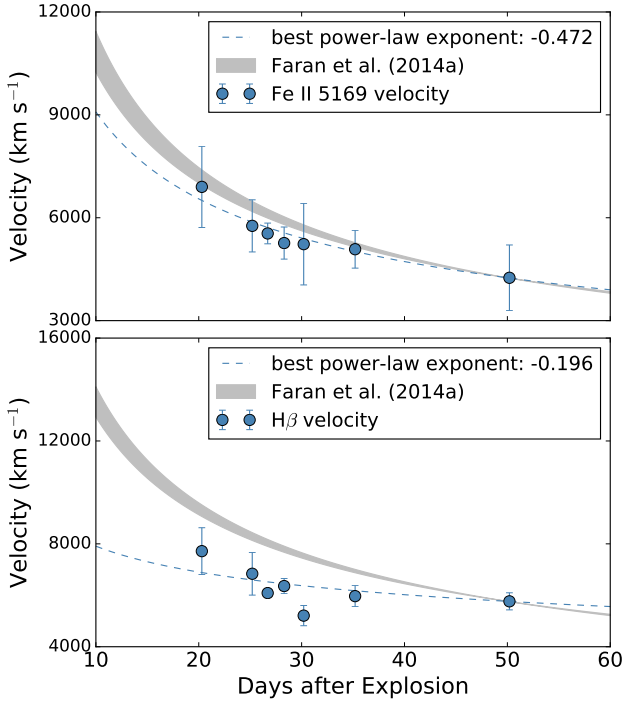 12000
9000
6000
3000
Velocity (km s⁻¹)
best power-law exponent: -0.472
Faran et al. (2014a)
Fe II 5169 velocity
16000
12000
8000
4000
Velocity (km s⁻¹)
best power-law exponent: -0.196
Faran et al. (2014a)
Hβ velocity
10 20 30 40 50 60
Days after Explosion